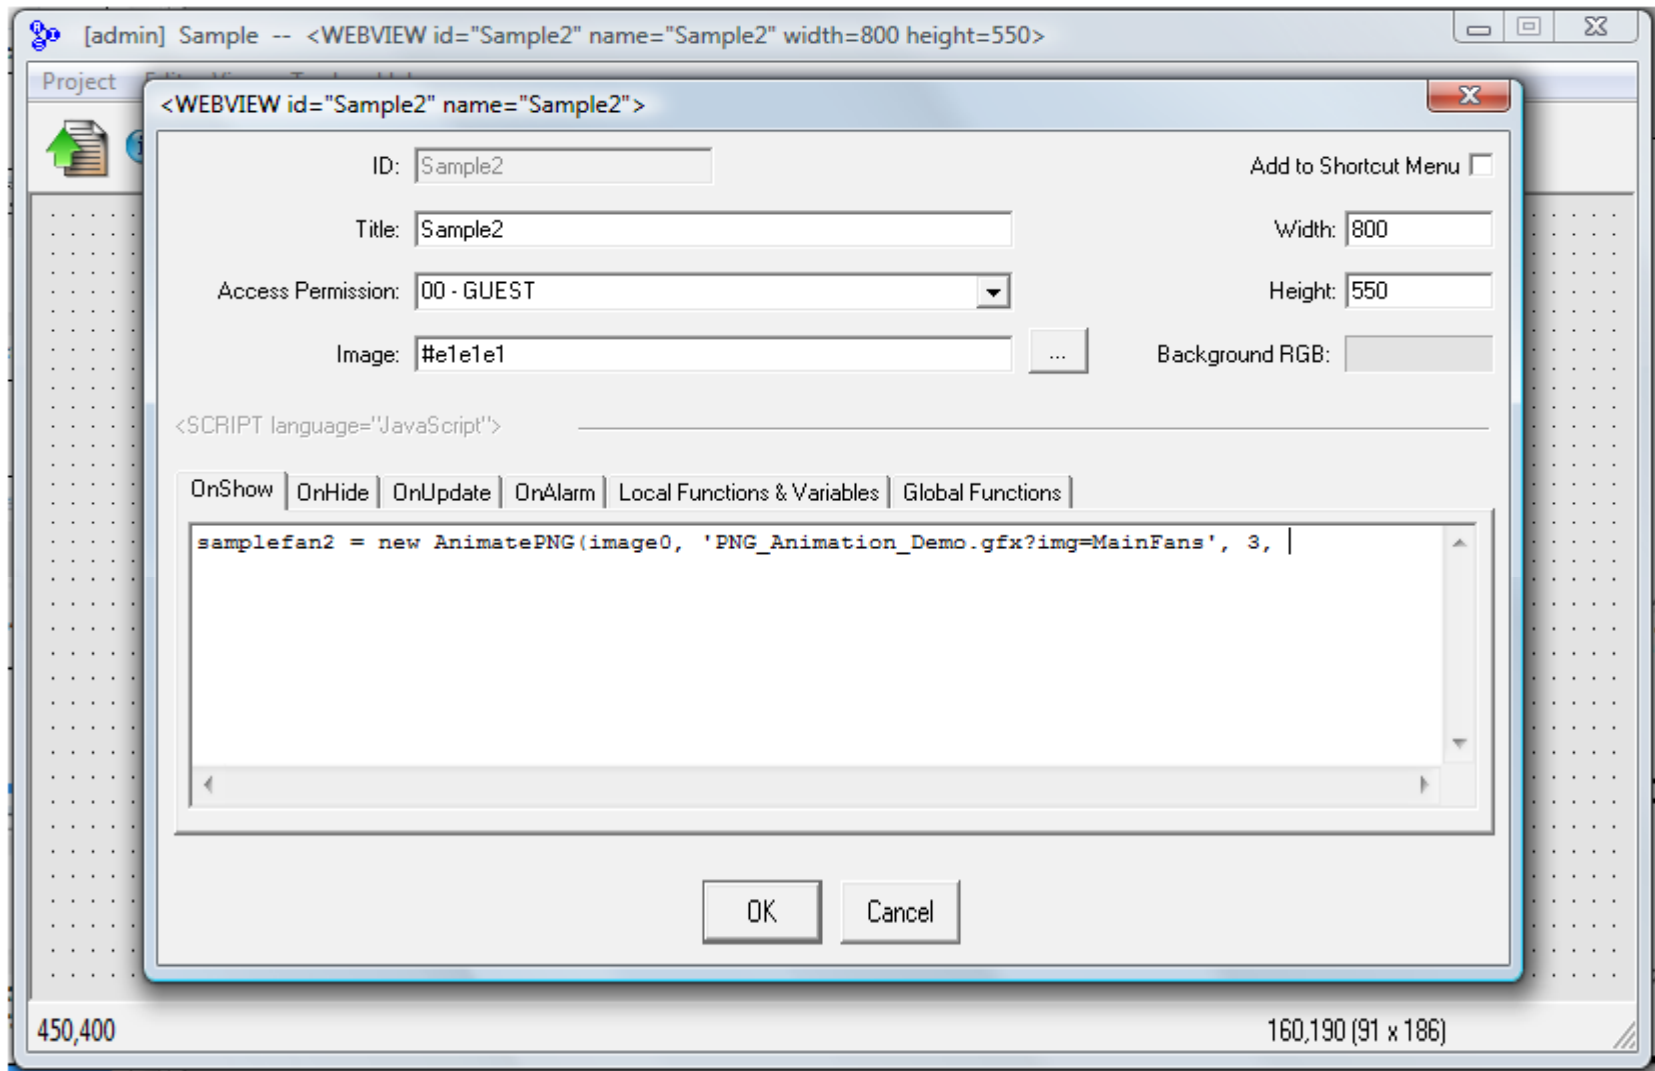 [admin] Sample -- <WEBVIEW id="Sample2" name="Sample2" width=800 height=550>
Project
<WEBVIEW id="Sample2" name="Sample2">
ID: Sample2 Add to Shortcut Menu
Title: Sample2 Width: 800
Access Permission: 00 - GUEST Height: 550
Image: #e1e1e1 ... Background RGB:
<SCRIPT language="JavaScript">
OnShow OnHide OnUpdate OnAlarm Local Functions & Variables Global Functions
samplefan2 = new AnimatePNG(image0, 'PNG_Animation_Demo.gfx?img=MainFans', 3,
OK Cancel
450,400 160,190 (91 x 186)